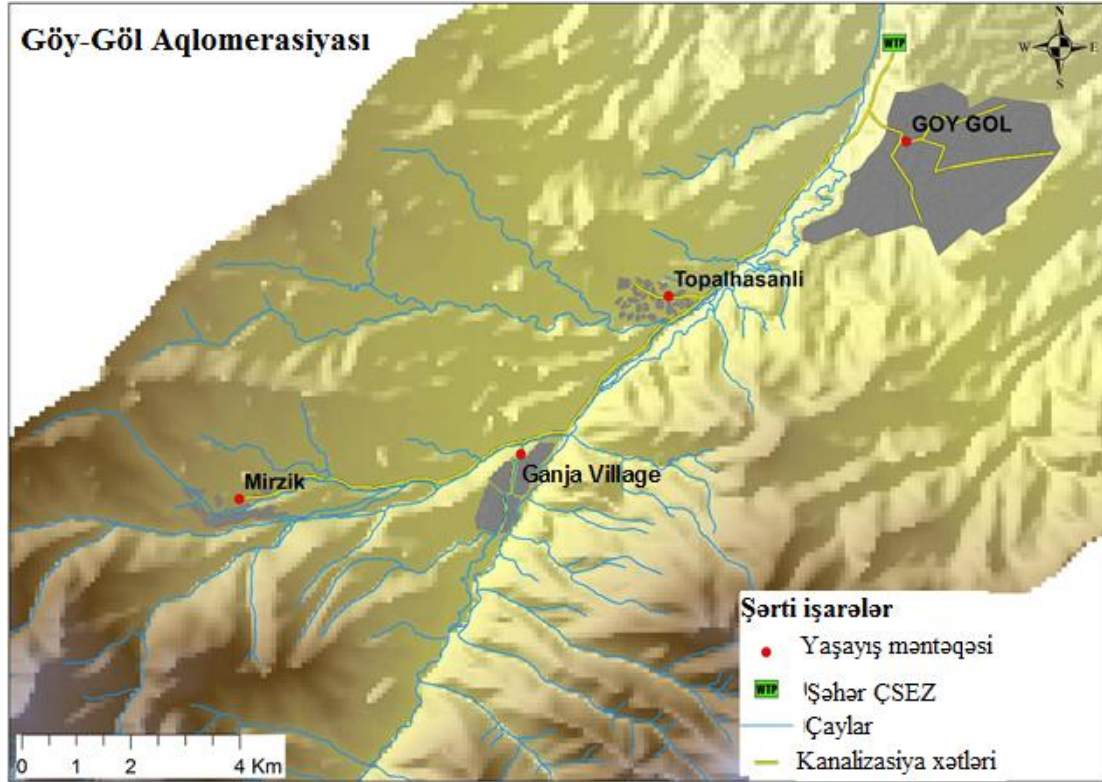 Göy-Göl Aqlomerasiyası
N
W E
S
WTP
GOY GOL
Topalhasanli
Mirzik
Ganja Village
Şərti işarələr
Yaşayış məntəqəsi
WTP Şəhər ÇSEZ
Çaylar
Kanalizasiya xətləri
0 1 2 4 Km